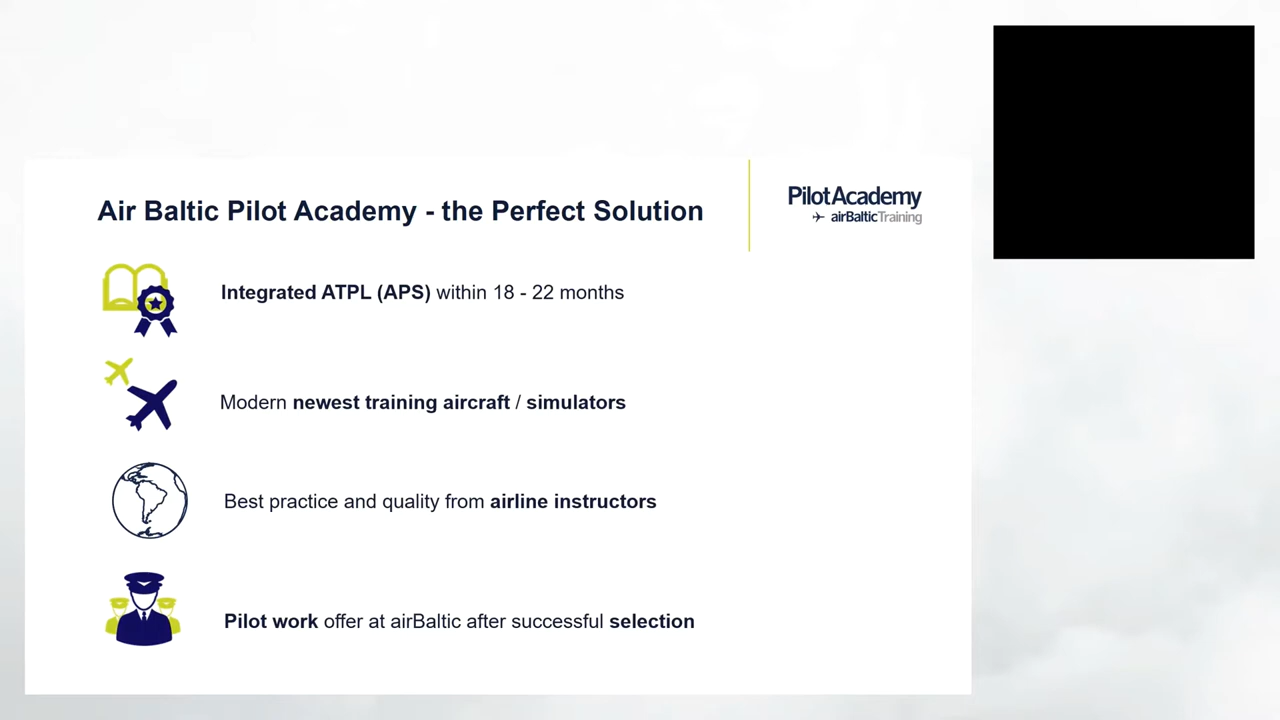 Air Baltic Pilot Academy - the Perfect Solution
PilotAcademy
airBalticTraining
Integrated ATPL (APS) within 18 - 22 months
Modern newest training aircraft / simulators
Best practice and quality from airline instructors
Pilot work offer at airBaltic after successful selection